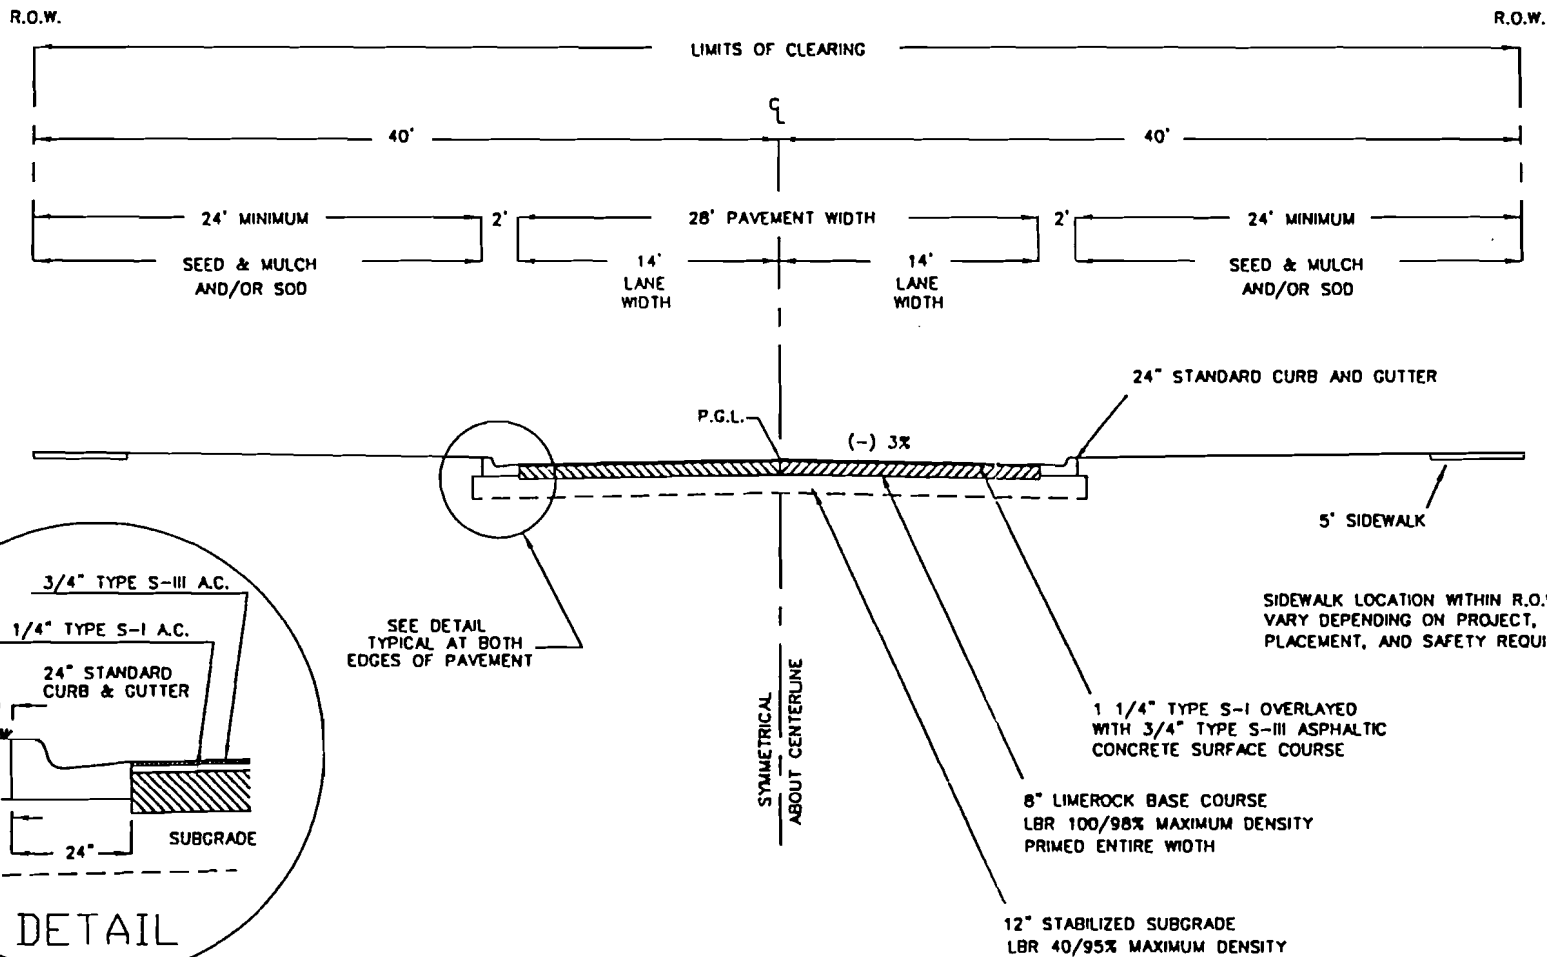 R.O.W.
R.O.W.
LIMITS OF CLEARING
℄
40'
40'
24' MINIMUM
2'
28' PAVEMENT WIDTH
2'
24' MINIMUM
SEED & MULCH
AND/OR SOD
14'
LANE
WIDTH
14'
LANE
WIDTH
SEED & MULCH
AND/OR SOD
24" STANDARD CURB AND GUTTER
P.G.L.
(-) 3%
5' SIDEWALK
SEE DETAIL
TYPICAL AT BOTH
EDGES OF PAVEMENT
SIDEWALK LOCATION WITHIN
VARY DEPENDING ON PROJECT,
PLACEMENT, AND SAFETY
3/4" TYPE S-III A.C.
1/4" TYPE S-I A.C.
24" STANDARD
CURB & GUTTER
SUBGRADE
24"
DETAIL
SYMMETRICAL
ABOUT CENTERLINE
1 1/4" TYPE S-I OVERLAYED
WITH 3/4" TYPE S-III ASPHALTIC
CONCRETE SURFACE COURSE
8" LIMEROCK BASE COURSE
LBR 100/98% MAXIMUM DENSITY
PRIMED ENTIRE WIDTH
12" STABILIZED SUBGRADE
LBR 40/95% MAXIMUM DENSITY